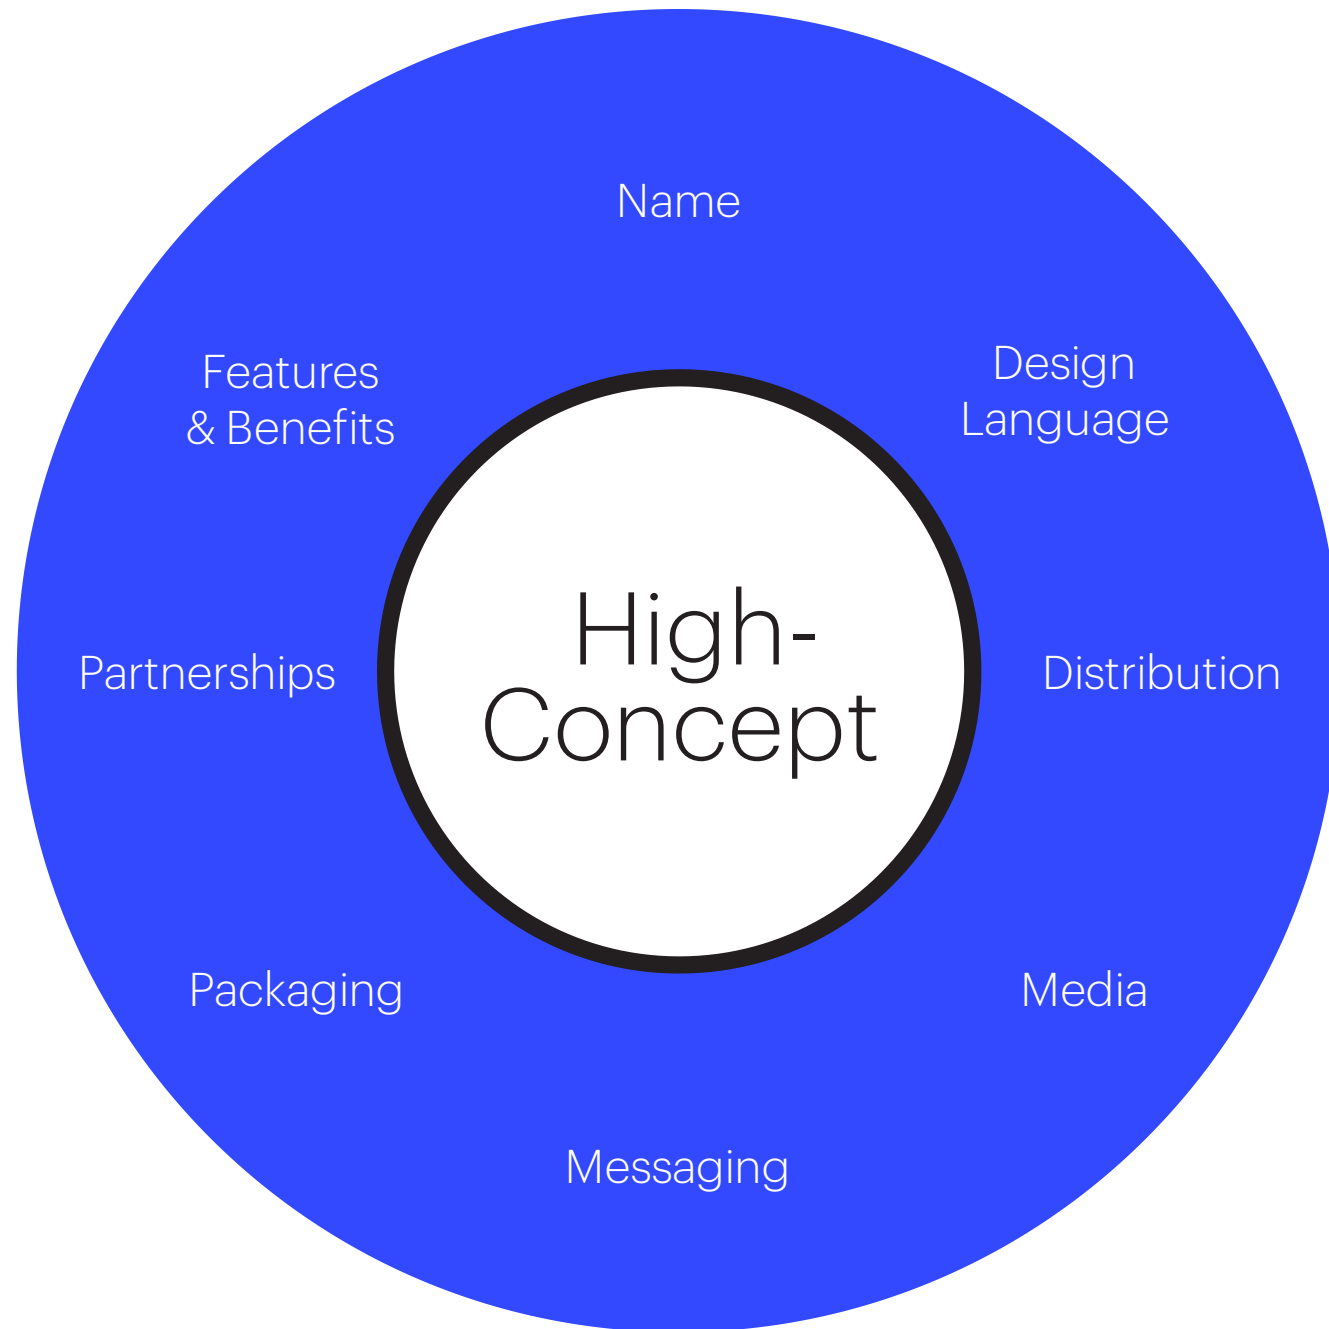 Name
Design
Language
Features
& Benefits
High-
Concept
Partnerships
Distribution
Packaging
Media
Messaging